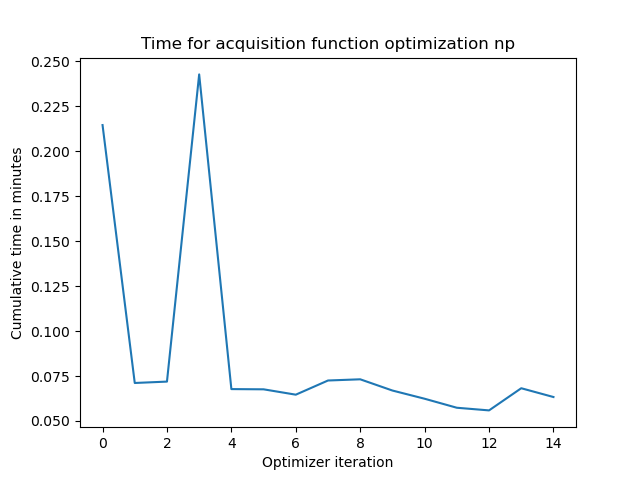 Time for acquisition function optimization np
Cumulative time in minutes
0.250
0.225
0.200
0.175
0.150
0.125
0.100
0.075
0.050
0 2 4 6 8 10 12 14
Optimizer iteration